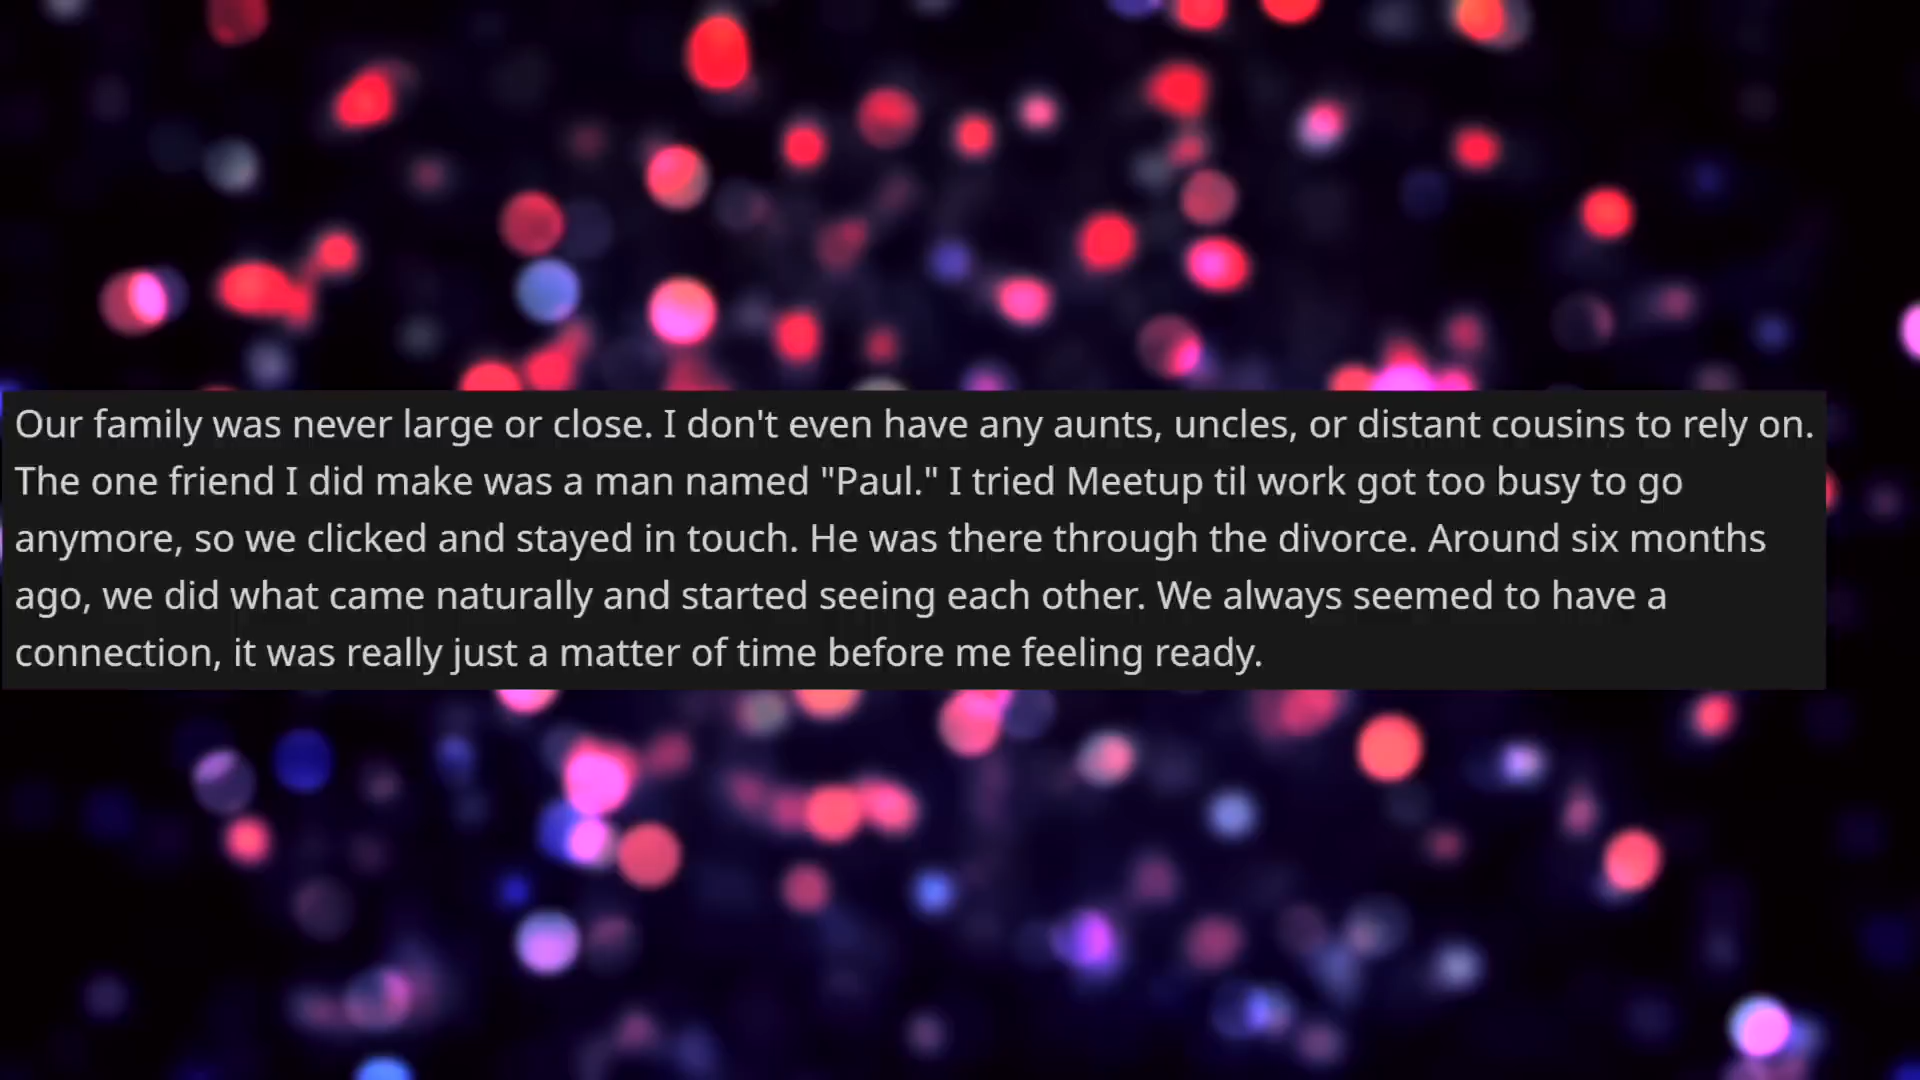 Our family was never large or close. I don't even have any aunts, uncles, or distant cousins to rely on.
The one friend I did make was a man named "Paul." I tried Meetup til work got too busy to go
anymore, so we clicked and stayed in touch. He was there through the divorce. Around six months
ago, we did what came naturally and started seeing each other. We always seemed to have a
connection, it was really just a matter of time before me feeling ready.